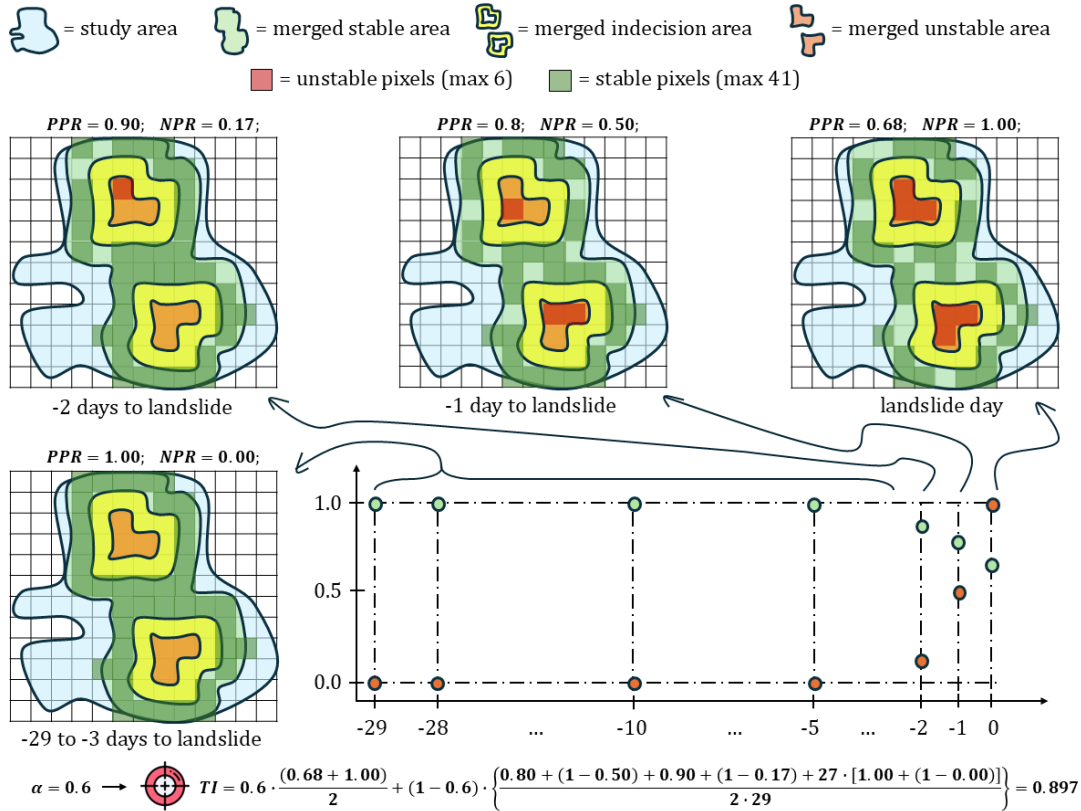 = study area = merged stable area = merged indecision area = merged unstable area
= unstable pixels (max 6) = stable pixels (max 41)
PPR = 0.90; NPR = 0.17; PPR = 0.8; NPR = 0.50; PPR = 0.68; NPR = 1.00;
-2 days to landslide -1 day to landslide landslide day
PPR = 1.00; NPR = 0.00;
1.0
0.5
0.0
-29 -28 ... -10 ... -5 ... -2 -1 0
-29 to -3 days to landslide
α = 0.6 → TI = 0.6 · (0.68 + 1.00) / 2 + (1 − 0.6) · {0.80 + (1 − 0.50) + 0.90 + (1 − 0.17) + 27 · [1.00 + (1 − 0.00)] / 2 · 29} = 0.897